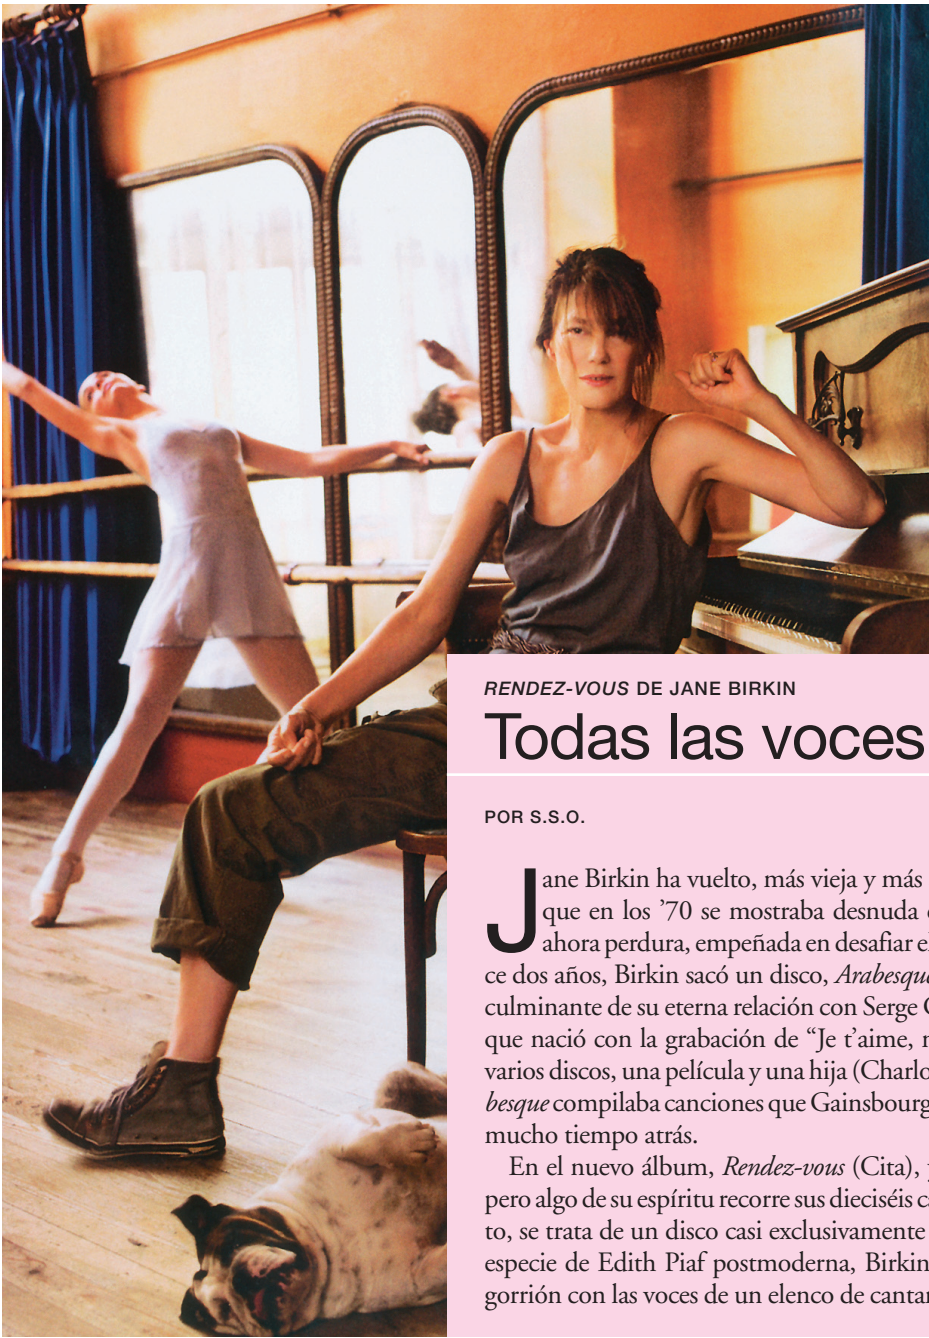 RENDEZ-VOUS DE JANE BIRKIN
Todas las voces
POR S.S.O.
Jane Birkin ha vuelto, más vieja y más
que en los ’70 se mostraba desnuda
ahora perdura, empeñada en desafiar
ce dos años, Birkin sacó un disco, Arabesque
culminante de su eterna relación con Serge
que nació con la grabación de “Je t’aime,
varios discos, una película y una hija (Charlo
besque compilaba canciones que Gainsbourg
mucho tiempo atrás.
En el nuevo álbum, Rendez-vous (Cita),
pero algo de su espíritu recorre sus dieciséis
to, se trata de un disco casi exclusivamente
especie de Edith Piaf postmoderna, Birkin
gorrión con las voces de un elenco de cantan